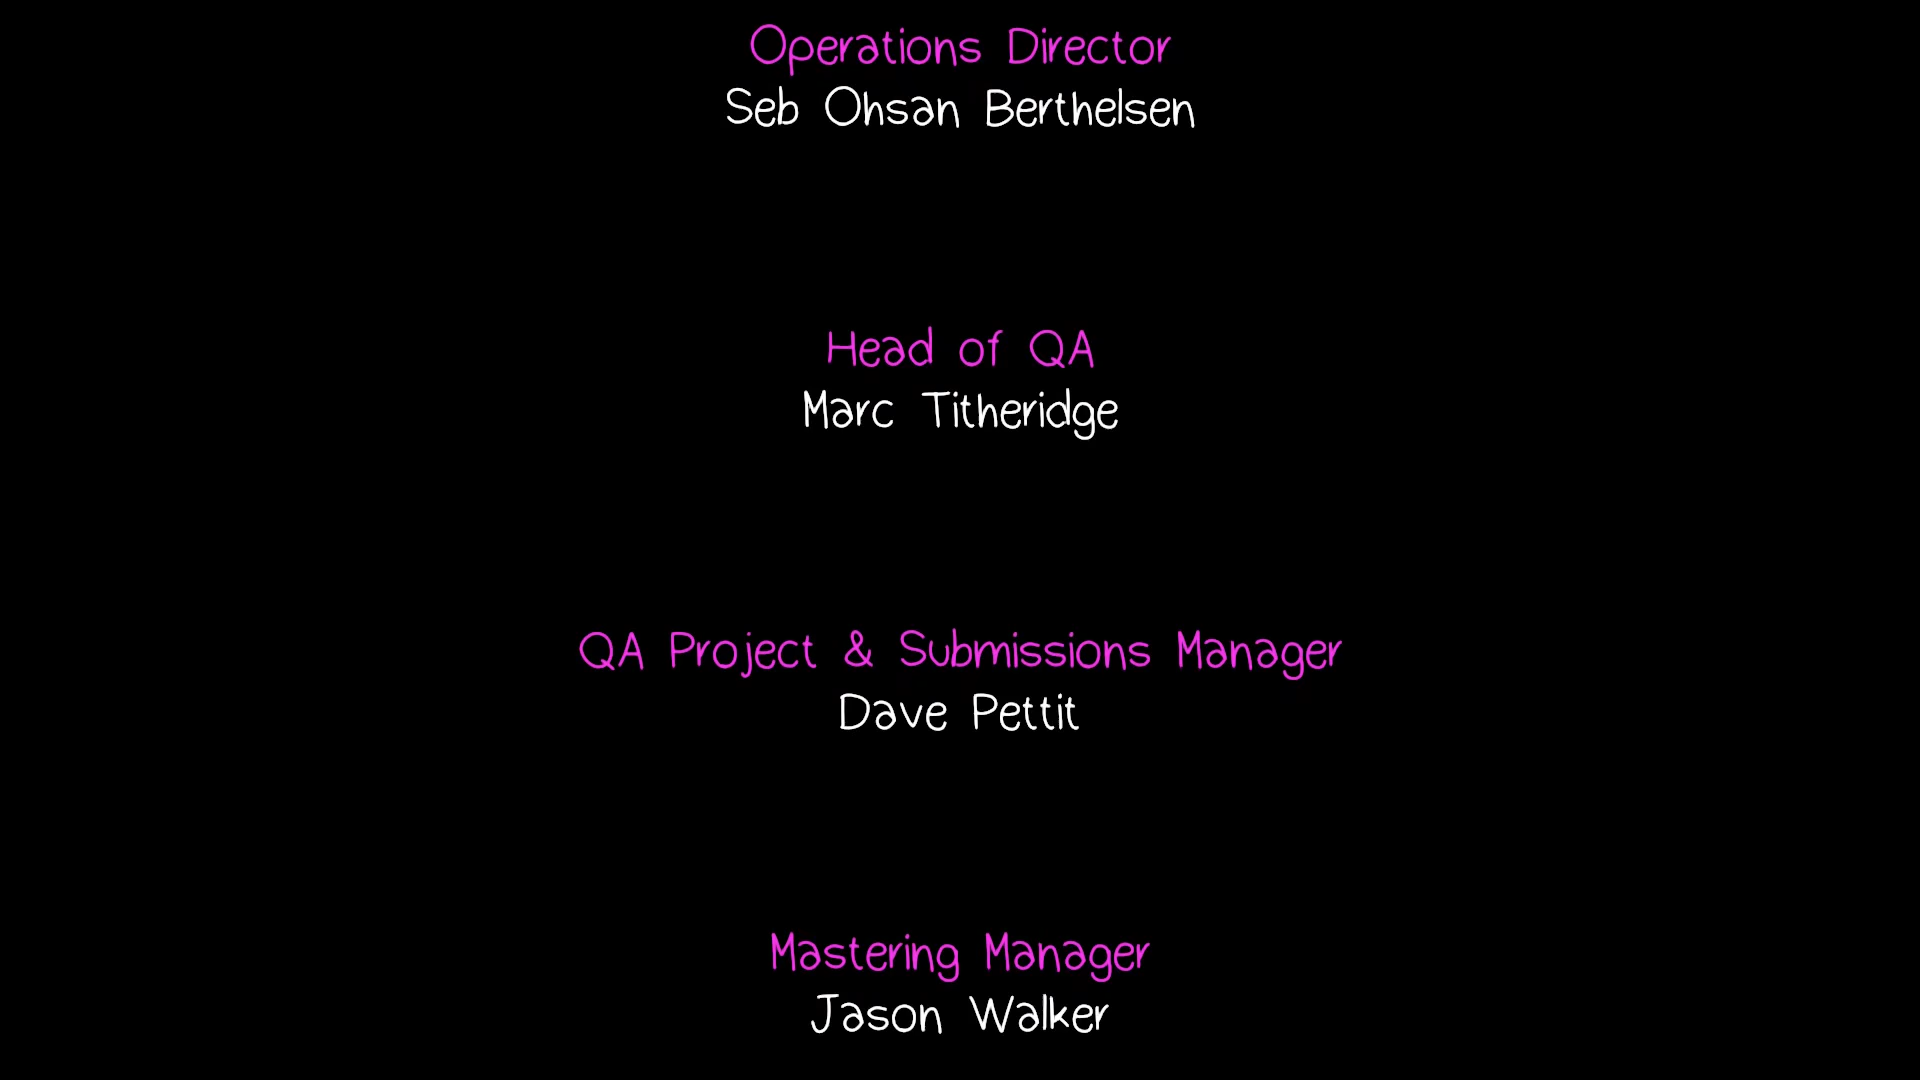 Operations Director
Seb Ohsan Berthelsen
Head of QA
Marc Titheridge
QA Project & Submissions Manager
Dave Pettit
Mastering Manager
Jason Walker